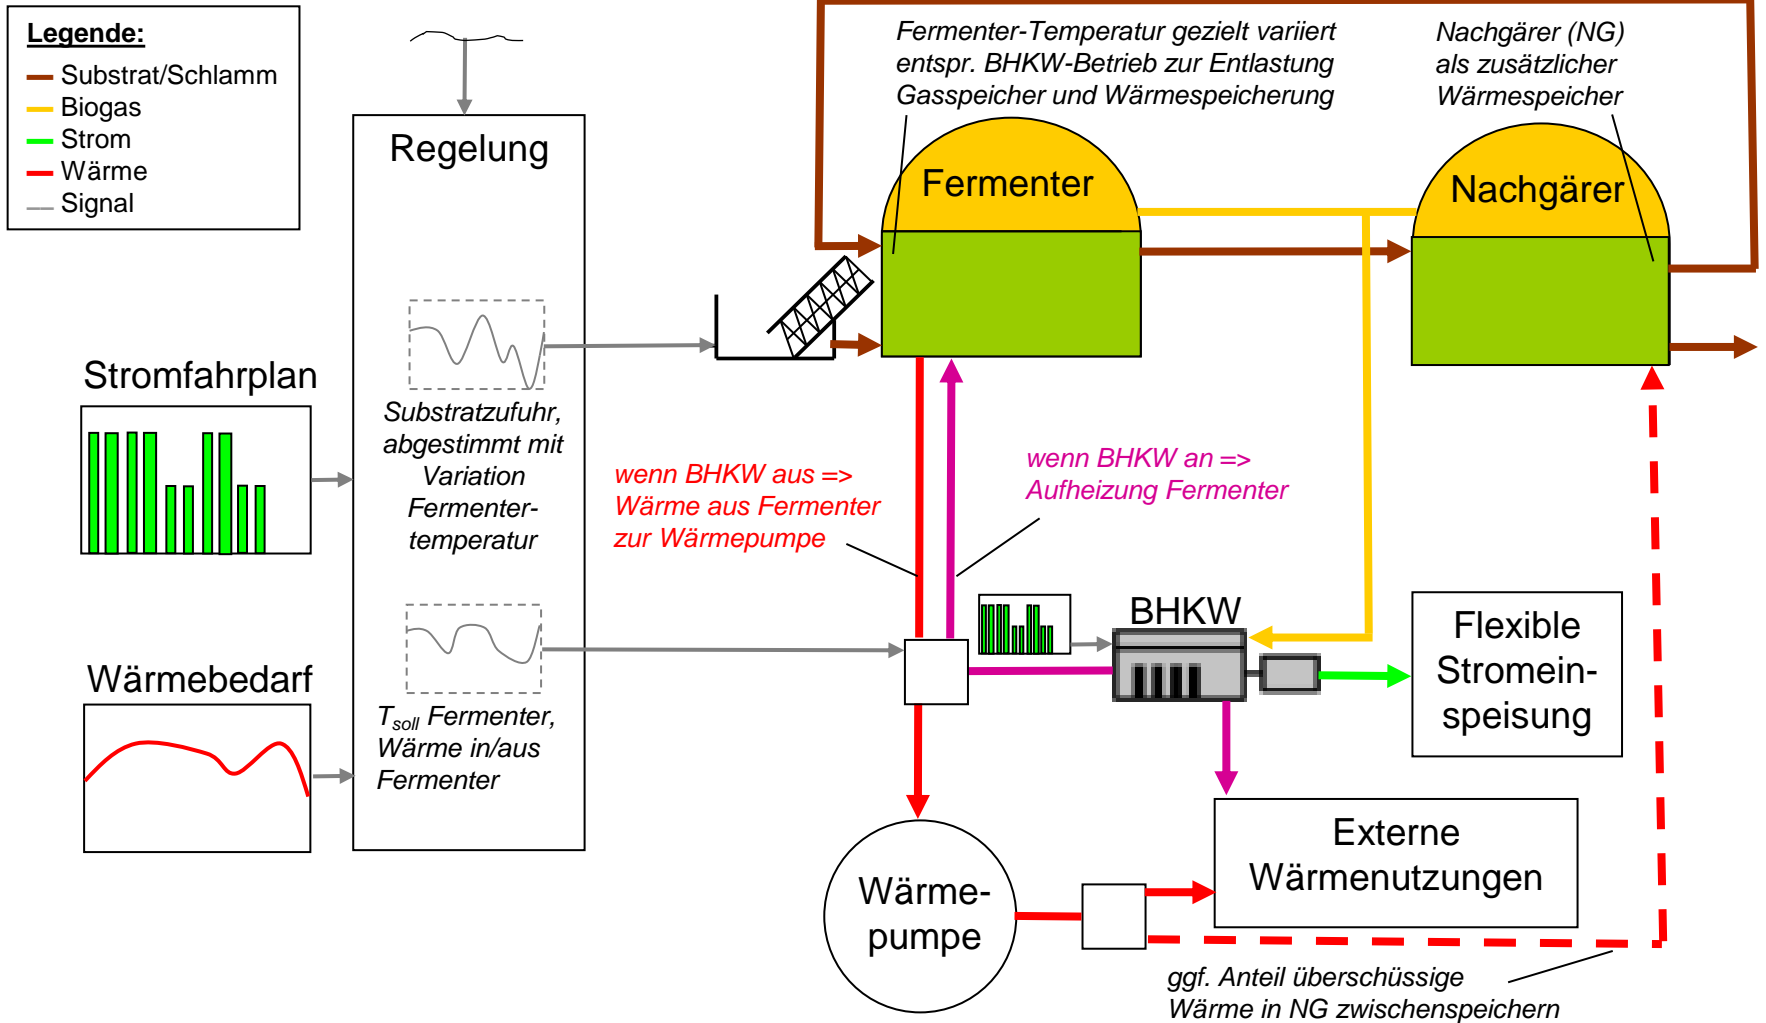 Legende:
Substrat/Schlamm
Biogas
Strom
Wärme
Signal
Regelung
Fermenter-Temperatur gezielt variiert
entspr. BHKW-Betrieb zur Entlastung
Gasspeicher und Wärmespeicherung
Nachgärer (NG)
als zusätzlicher
Wärmespeicher
Fermenter
Nachgärer
Stromfahrplan
Substratzufuhr,
abgestimmt mit
Variation
Fermenter-
temperatur
wenn BHKW aus =>
Wärme aus Fermenter
zur Wärmepumpe
wenn BHKW an =>
Aufheizung Fermenter
BHKW
Flexible
Stromein-
speisung
Wärmebedarf
Tsoll Fermenter,
Wärme in/aus
Fermenter
Externe
Wärmenutzungen
Wärme-
pumpe
ggf. Anteil überschüssige
Wärme in NG zwischenspeichern